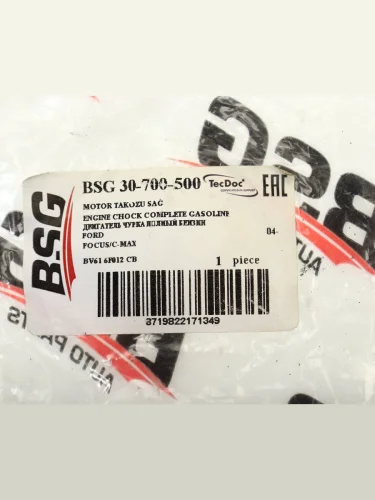 BSG
BSG 30-700-500 TecDoc EAC
MOTOR TAKOZU SAĞ
ENGINE CHOCK COMPLETE GASOLINE
ДВИГАТЕЛЬ ЧУРКА ПОЛНЫЙ БЕНЗИН
FORD 04-
FOCUS/C-MAX
BV61 6F012 CB 1 piece
8719822171349
BSG
AUTO PARTS